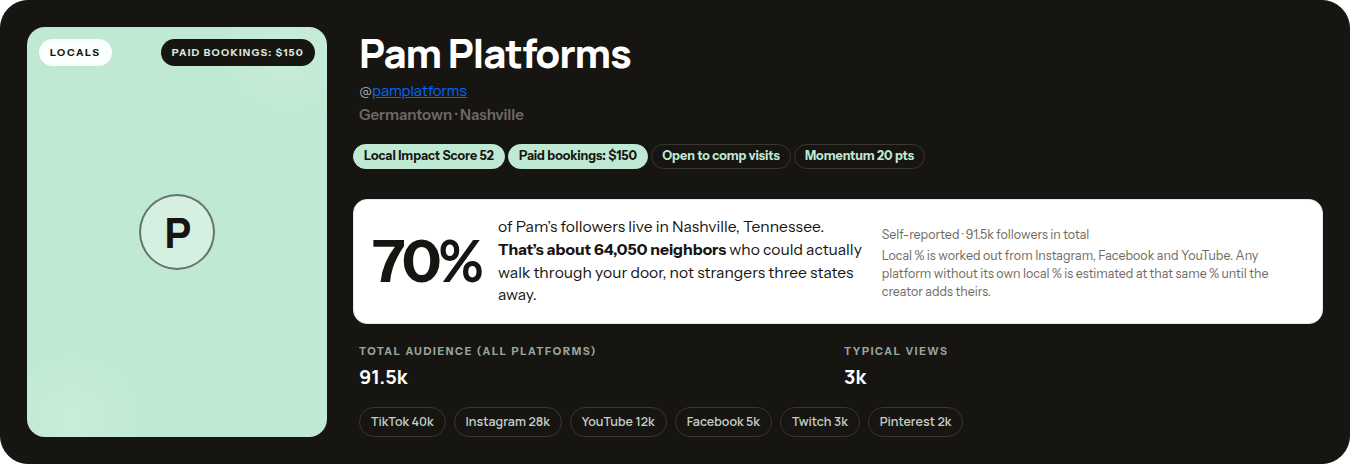 LOCALS
PAID BOOKINGS: $150
P
Pam Platforms
@pamplatforms
Germantown · Nashville
Local Impact Score 52
Paid bookings: $150
Open to comp visits
Momentum 20 pts
70%
of Pam's followers live in Nashville, Tennessee.
That's about 64,050 neighbors who could actually
walk through your door, not strangers three states
away.
Self-reported · 91.5k followers in total
Local % is worked out from Instagram, Facebook and YouTube. Any
platform without its own local % is estimated at that same % until the
creator adds theirs.
TOTAL AUDIENCE (ALL PLATFORMS)
91.5k
TYPICAL VIEWS
3k
TikTok 40k
Instagram 28k
YouTube 12k
Facebook 5k
Twitch 3k
Pinterest 2k